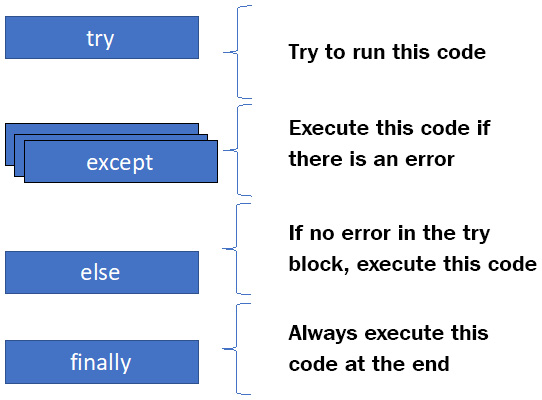 try
Try to run this code
except
Execute this code if
there is an error
else
If no error in the try
block, execute this code
finally
Always execute this
code at the end